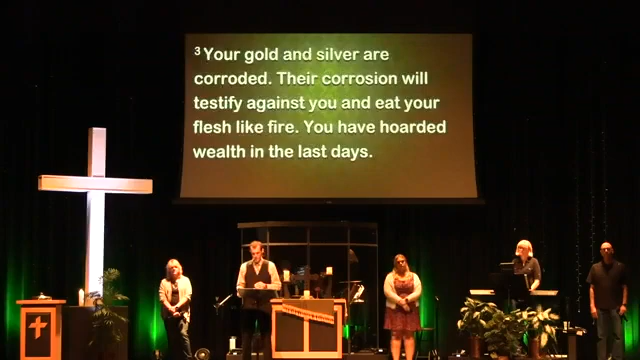 ³ Your gold and silver are
corroded. Their corrosion will
testify against you and eat your
flesh like fire. You have hoarded
wealth in the last days.